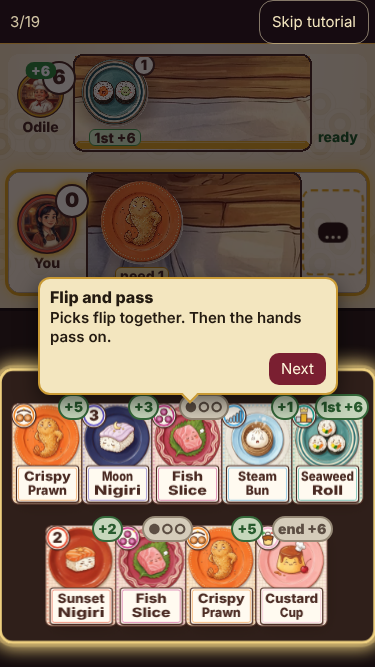 3/19
Skip tutorial
+6
6
1
Odile
1st +6
ready
0
You
need 1
...
Flip and pass
Picks flip together. Then the hands
pass on.
Next
+5
3
+3
+1
1st +6
Crispy
Prawn
Moon
Nigiri
Fish
Slice
Steam
Bun
Seaweed
Roll
2
+2
+5
end +6
Sunset
Nigiri
Fish
Slice
Crispy
Prawn
Custard
Cup